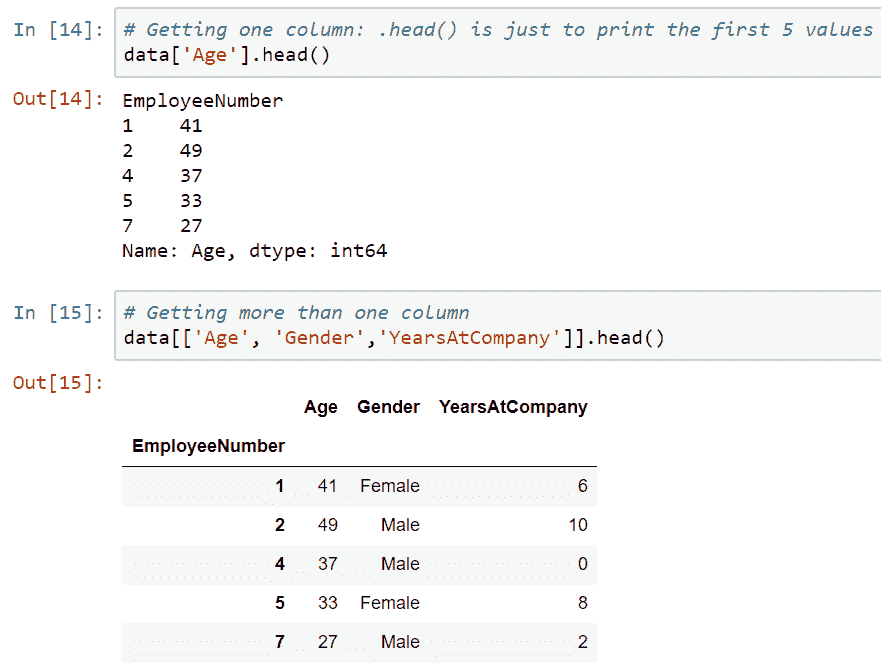 In [14]: # Getting one column: .head() is just to print the first 5 values
data['Age'].head()
Out[14]: EmployeeNumber
1 41
2 49
4 37
5 33
7 27
Name: Age, dtype: int64
In [15]: # Getting more than one column
data[['Age', 'Gender','YearsAtCompany']].head()
Out[15]:
Age Gender YearsAtCompany
EmployeeNumber
1 41 Female 6
2 49 Male 10
4 37 Male 0
5 33 Female 8
7 27 Male 2